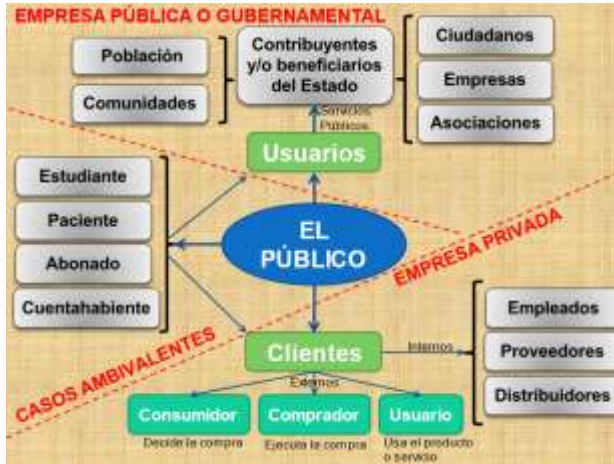 EMPRESA PÚBLICA O GUBERNAMENTAL
Población
Comunidades
Contribuyentes
y/o beneficiarios
del Estado
Ciudadanos
Empresas
Asociaciones
Servicios
Públicos
Usuarios
Estudiante
Paciente
Abonado
Cuentahabiente
EL
PÚBLICO
EMPRESA PRIVADA
CASOS AMBIVALENTES
Clientes
Internos
Empleados
Proveedores
Distribuidores
Externos
Consumidor
Comprador
Usuario
Decide la compra
Ejecuta la compra
Usa el producto
o servicio